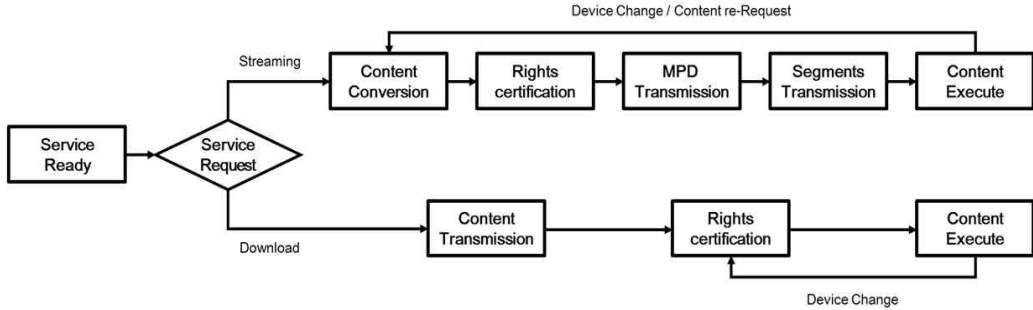 Device Change / Content re-Request
Streaming
Content
Conversion
Rights
certification
MPD
Transmission
Segments
Transmission
Content
Execute
Service
Ready
Service
Request
Content
Transmission
Rights
certification
Content
Execute
Download
Device Change